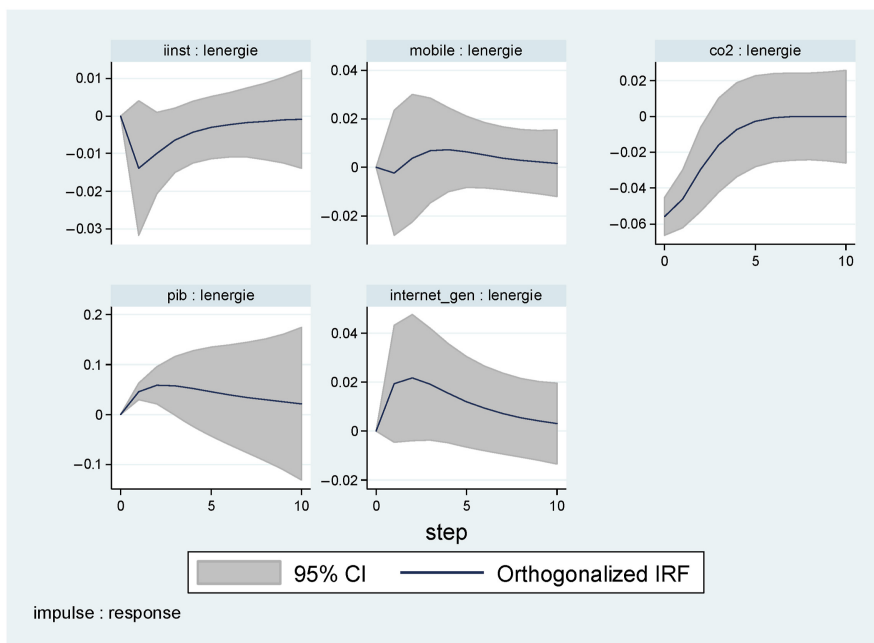 iinst : lenergie
0.01
0
−0.01
−0.02
−0.03
mobile : lenergie
0.04
0.02
0
−0.02
co2 : lenergie
0.02
0
−0.02
−0.04
−0.06
0 5 10
pib : lenergie
0.2
0.1
0
−0.1
0 5 10
internet_gen : lenergie
0.04
0.02
0
−0.02
0 5 10
step
95% CI
Orthogonalized IRF
impulse : response